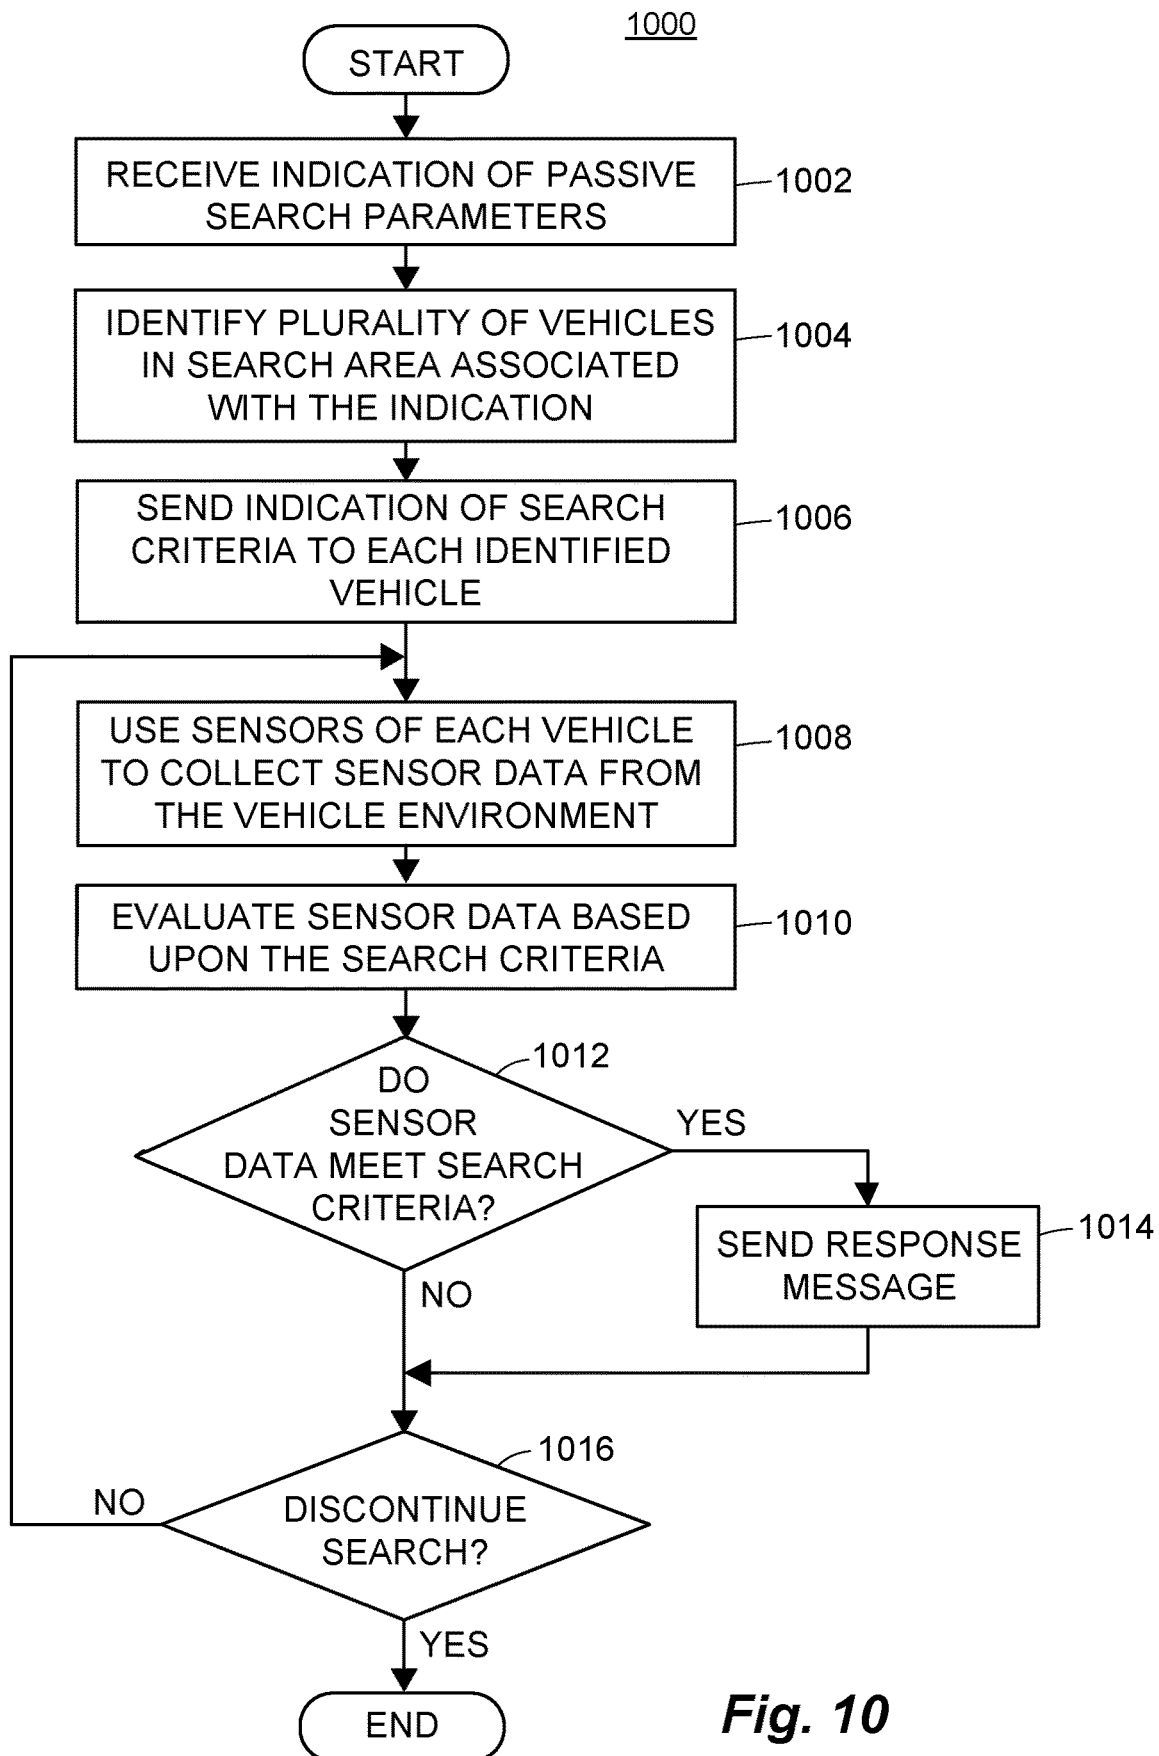 1000
START
RECEIVE INDICATION OF PASSIVE
SEARCH PARAMETERS
1002
IDENTIFY PLURALITY OF VEHICLES
IN SEARCH AREA ASSOCIATED
WITH THE INDICATION
1004
SEND INDICATION OF SEARCH
CRITERIA TO EACH IDENTIFIED
VEHICLE
1006
USE SENSORS OF EACH VEHICLE
TO COLLECT SENSOR DATA FROM
THE VEHICLE ENVIRONMENT
1008
EVALUATE SENSOR DATA BASED
UPON THE SEARCH CRITERIA
1010
DO
SENSOR
DATA MEET SEARCH
CRITERIA?
1012
YES
SEND RESPONSE
MESSAGE
1014
NO
DISCONTINUE
SEARCH?
1016
NO
YES
END
Fig. 10